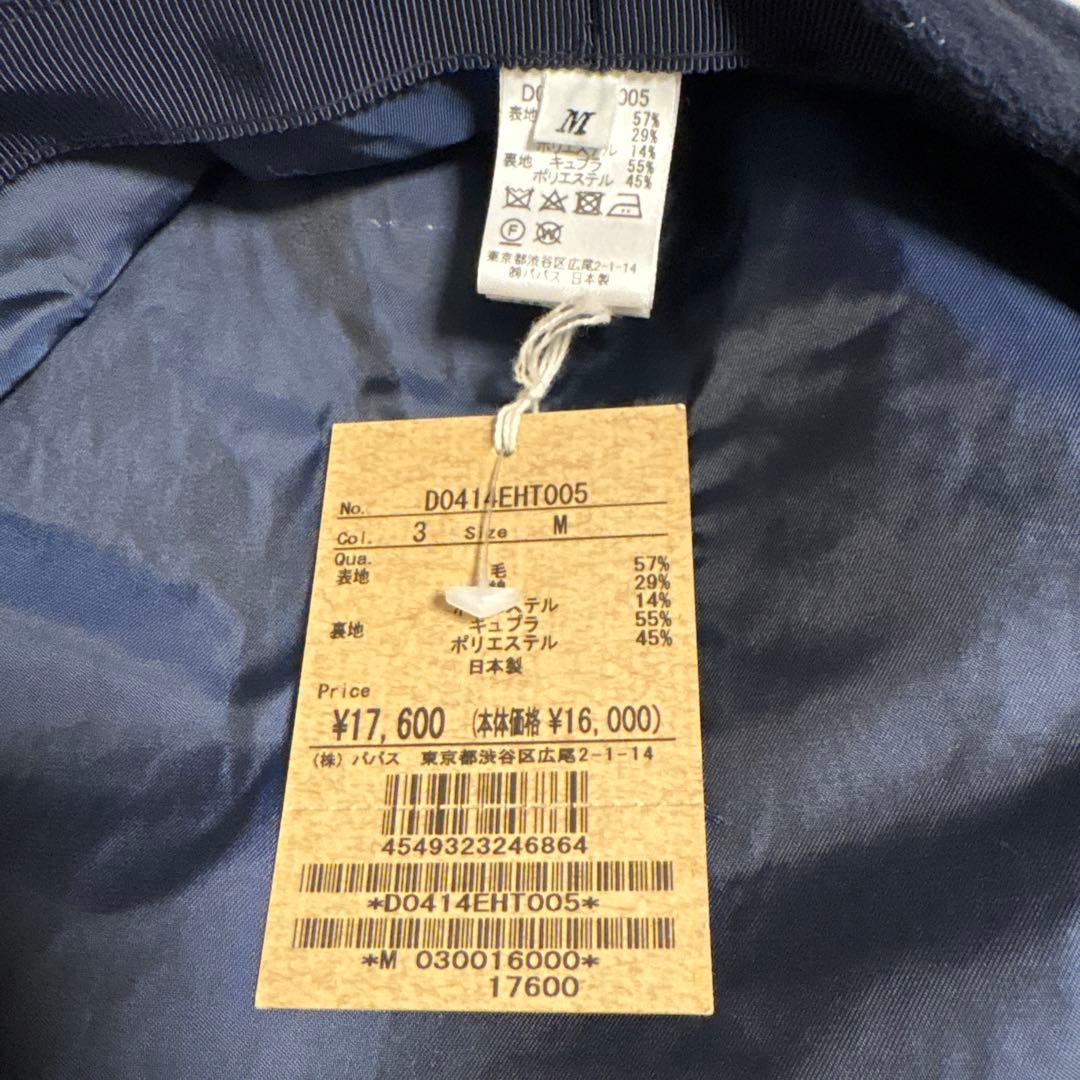 D0 005
M
表地 57%
29%
ポリエステル 14%
裏地 キュプラ 55%
ポリエステル 45%
F W
東京都渋谷区広尾2-1-14
㈱パパス 日本製
No. D0414EHT005
Col. 3 Size M
Qua.
表地 毛 57%
29%
ステル 14%
裏地 キュプラ 55%
ポリエステル 45%
日本製
Price
¥17,600 (本体価格 ¥16,000)
(株) パパス 東京都渋谷区広尾2-1-14
4549323246864
*D0414EHT005*
*M 030016000*
17600